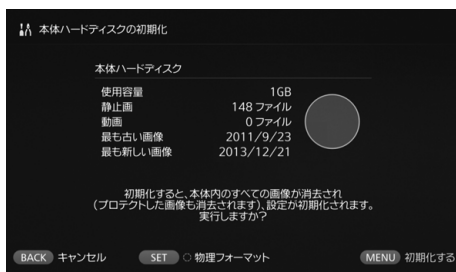 本体ハードディスクの初期化
本体ハードディスク
使用容量 1GB
静止画 148 ファイル
動画 0 ファイル
最も古い画像 2011/9/23
最も新しい画像 2013/12/21
初期化すると、本体内のすべての画像が消去され
(プロテクトした画像も消去されます)、設定が初期化されます。
実行しますか?
BACK キャンセル SET 物理フォーマット MENU 初期化する